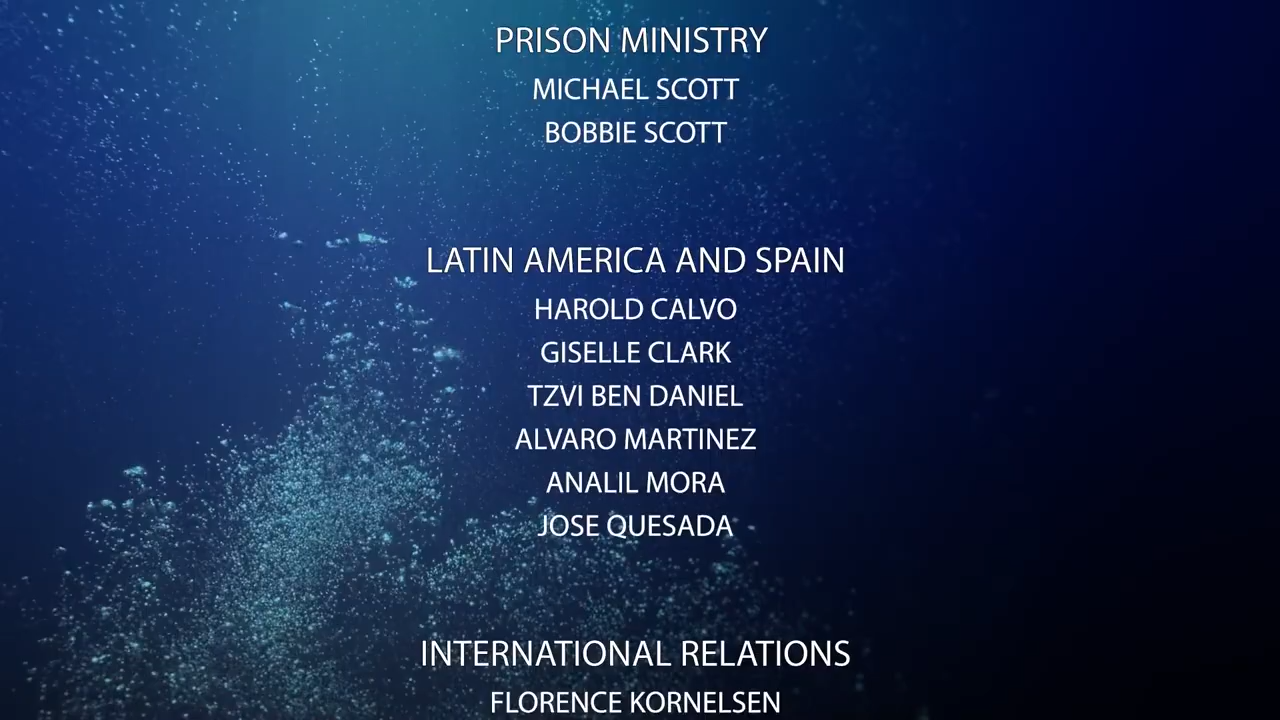 PRISON MINISTRY
MICHAEL SCOTT
BOBBIE SCOTT
LATIN AMERICA AND SPAIN
HAROLD CALVO
GISELLE CLARK
TZVI BEN DANIEL
ALVARO MARTINEZ
ANALIL MORA
JOSE QUESADA
INTERNATIONAL RELATIONS
FLORENCE KORNELSEN